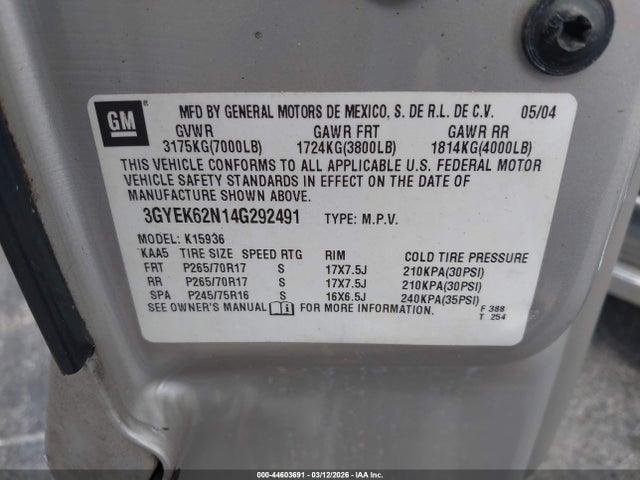 GM
MFD BY GENERAL MOTORS DE MEXICO, S. DE R.L. DE C.V. 05/04
GVWR GAWR FRT GAWR RR
3175KG(7000LB) 1724KG(3800LB) 1814KG(4000LB)
THIS VEHICLE CONFORMS TO ALL APPLICABLE U.S. FEDERAL MOTOR
VEHICLE SAFETY STANDARDS IN EFFECT ON THE DATE OF
MANUFACTURE SHOWN ABOVE.
3GYEK62N14G292491 TYPE: M.P.V.
MODEL: K15936
KAA5 TIRE SIZE SPEED RTG RIM COLD TIRE PRESSURE
FRT P265/70R17 S 17X7.5J 210KPA(30PSI)
RR P265/70R17 S 17X7.5J 210KPA(30PSI)
SPA P245/75R16 S 16X6.5J 240KPA(35PSI)
SEE OWNER'S MANUAL FOR MORE INFORMATION.
F 388
T 254
000-44603691 | 03/12/2026 | IAA Inc.